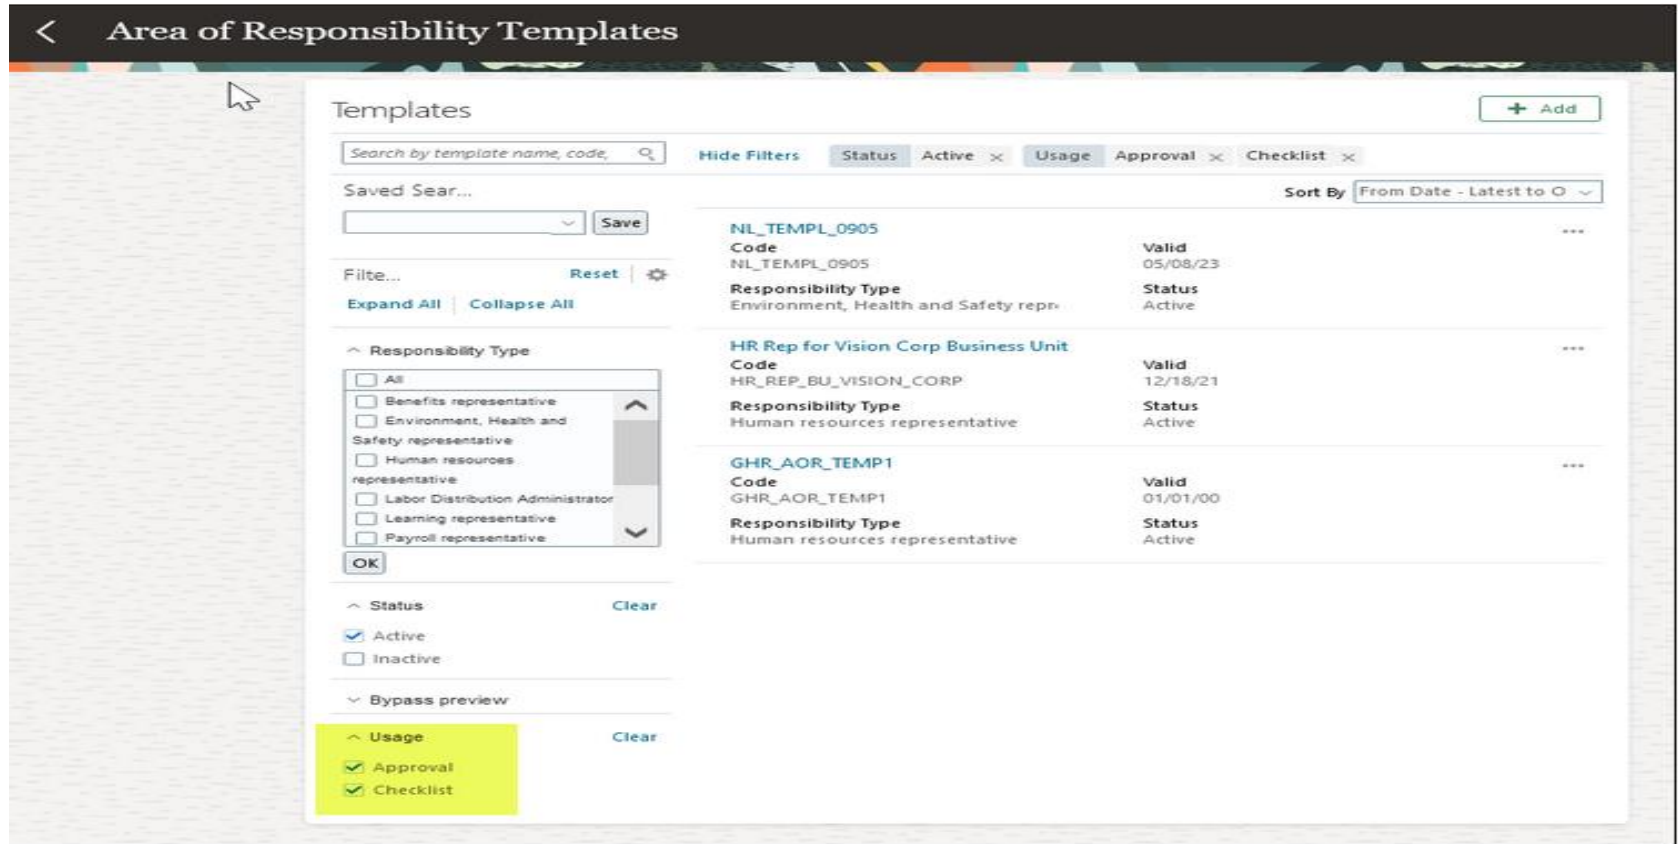 Area of Responsibility Templates
Templates
+ Add
Search by template name, code,
Hide Filters Status Active × Usage Approval × Checklist ×
Saved Sear...
Sort By From Date - Latest to O
Save
Filte... Reset
Expand All Collapse All
Responsibility Type
All
Benefits representative
Environment, Health and
Safety representative
Human resources
representative
Labor Distribution Administrator
Learning representative
Payroll representative
OK
Status Clear
Active
Inactive
Bypass preview
Usage Clear
Approval
Checklist
NL_TEMPL_0905
Code Valid
NL_TEMPL_0905 05/08/23
Responsibility Type Status
Environment, Health and Safety repr Active
HR Rep for Vision Corp Business Unit
Code Valid
HR_REP_BU_VISION_CORP 12/18/21
Responsibility Type Status
Human resources representative Active
GHR_AOR_TEMP1
Code Valid
GHR_AOR_TEMP1 01/01/00
Responsibility Type Status
Human resources representative Active